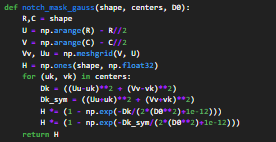 def notch_mask_gauss(shape, centers, D0):
    R,C = shape
    U = np.arange(R) - R//2
    V = np.arange(C) - C//2
    Vv, Uu = np.meshgrid(V, U)
    H = np.ones(shape, np.float32)
    for (uk, vk) in centers:
        Dk = ((Uu-uk)**2 + (Vv-vk)**2)
        Dk_sym = ((Uu+uk)**2 + (Vv+vk)**2)
        H *= (1 - np.exp(-Dk/(2*(D0**2)+1e-12)))
        H *= (1 - np.exp(-Dk_sym/(2*(D0**2)+1e-12)))
    return H